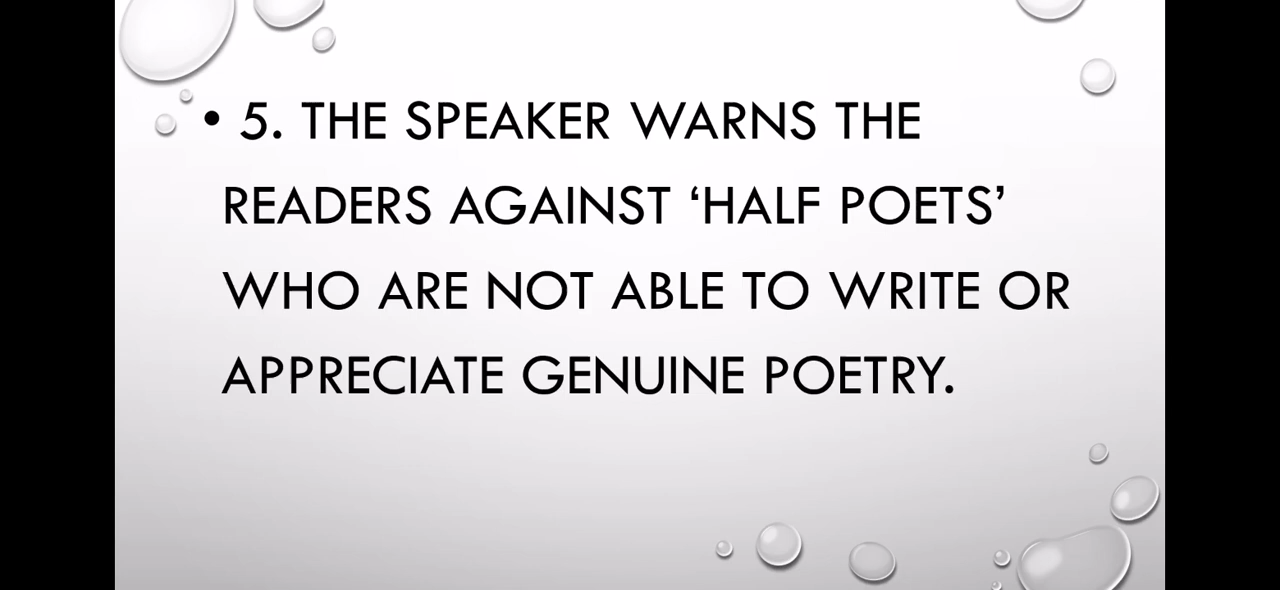 • 5. THE SPEAKER WARNS THE
READERS AGAINST ‘HALF POETS’
WHO ARE NOT ABLE TO WRITE OR
APPRECIATE GENUINE POETRY.